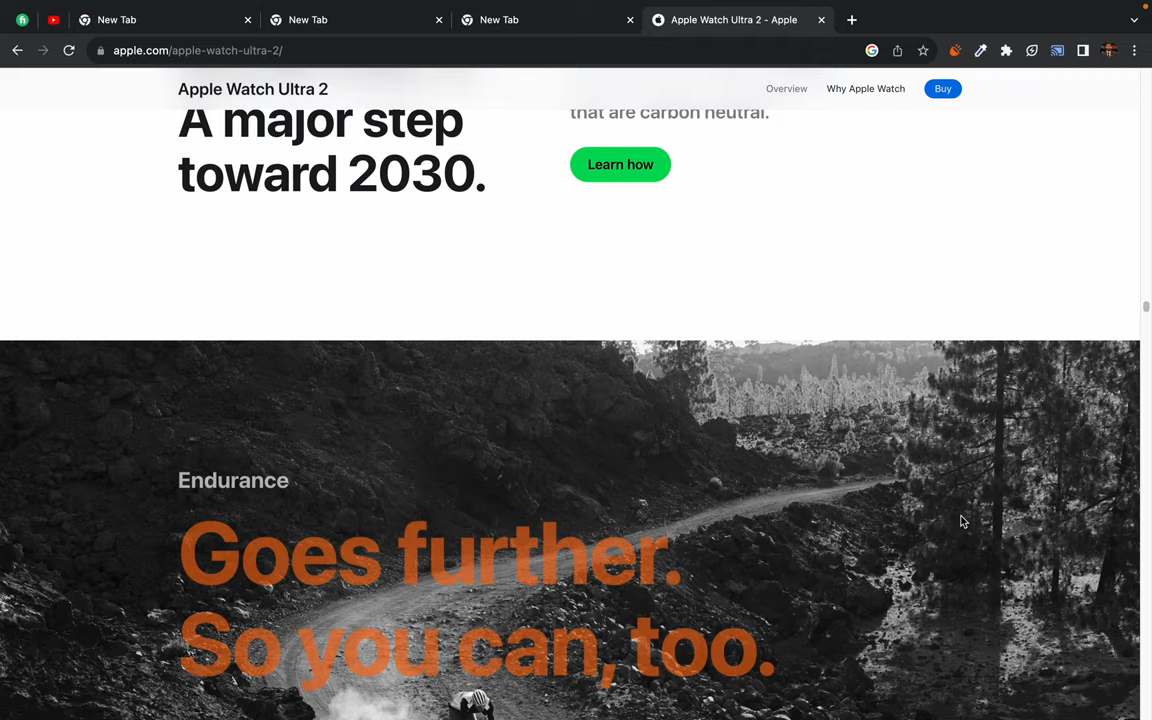 New Tab
New Tab
New Tab
Apple Watch Ultra 2 - Apple
apple.com/apple-watch-ultra-2/
Apple Watch Ultra 2
Overview
Why Apple Watch
Buy
A major step
toward 2030.
that are carbon neutral.
Learn how
Endurance
Goes further.
So you can, too.